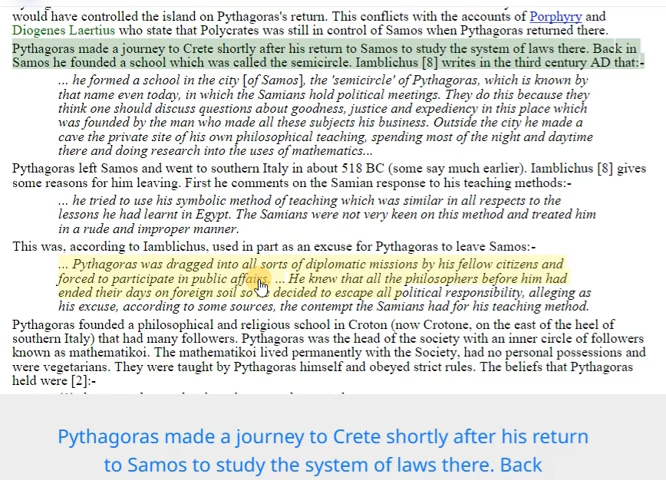 would have controlled the island on Pythagoras's return. This conflicts with the accounts of Porphyry and
Diogenes Laertius who state that Polycrates was still in control of Samos when Pythagoras returned there.
Pythagoras made a journey to Crete shortly after his return to Samos to study the system of laws there. Back in
Samos he founded a school which was called the semicircle. Iamblichus [8] writes in the third century AD that:-
... he formed a school in the city [of Samos], the 'semicircle' of Pythagoras, which is known by
that name even today, in which the Samians hold political meetings. They do this because they
think one should discuss questions about goodness, justice and expediency in this place which
was founded by the man who made all these subjects his business. Outside the city he made a
cave the private site of his own philosophical teaching, spending most of the night and daytime
there and doing research into the uses of mathematics...
Pythagoras left Samos and went to southern Italy in about 518 BC (some say much earlier). Iamblichus [8] gives
some reasons for him leaving. First he comments on the Samian response to his teaching methods:-
... he tried to use his symbolic method of teaching which was similar in all respects to the
lessons he had learnt in Egypt. The Samians were not very keen on this method and treated him
in a rude and improper manner.
This was, according to Iamblichus, used in part as an excuse for Pythagoras to leave Samos:-
... Pythagoras was dragged into all sorts of diplomatic missions by his fellow citizens and
forced to participate in public affairs. ... He knew that all the philosophers before him had
ended their days on foreign soil so he decided to escape all political responsibility, alleging as
his excuse, according to some sources, the contempt the Samians had for his teaching method.
Pythagoras founded a philosophical and religious school in Croton (now Crotone, on the east of the heel of
southern Italy) that had many followers. Pythagoras was the head of the society with an inner circle of followers
known as mathematikoi. The mathematikoi lived permanently with the Society, had no personal possessions and
were vegetarians. They were taught by Pythagoras himself and obeyed strict rules. The beliefs that Pythagoras
held were [2]:-
Pythagoras made a journey to Crete shortly after his return
to Samos to study the system of laws there. Back